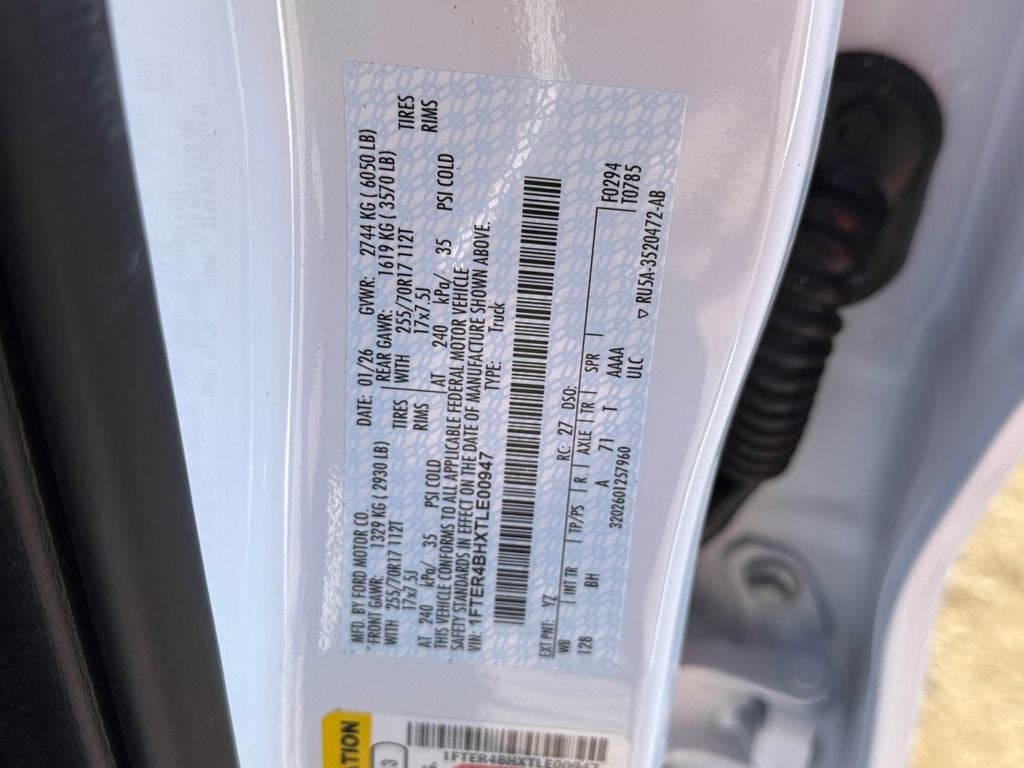 MFD. BY FORD MOTOR CO.
DATE: 01/26 GVWR: 2744 KG ( 6050 LB)
FRONT GAWR: 1329 KG ( 2930 LB) REAR GAWR: 1619 KG ( 3570 LB)
WITH 255/70R17 112T TIRES WITH 255/70R17 112T TIRES
17x7.5J RIMS 17x7.5J RIMS
AT 240 kPa/ 35 PSI COLD AT 240 kPa/ 35 PSI COLD
THIS VEHICLE CONFORMS TO ALL APPLICABLE FEDERAL MOTOR VEHICLE
SAFETY STANDARDS IN EFFECT ON THE DATE OF MANUFACTURE SHOWN ABOVE.
VIN: 1FTER4BHXTLE00947 TYPE: Truck
EXT PNT: YZ RC: 27 DSO: F0294
WB INT TR TP/PS R AXLE TR SPR T0785
128 BH A 71 T AAAA
3202601257960 ULC
RU5A-3520472-AB
ATION
3
1FTER4BHXTLE00947